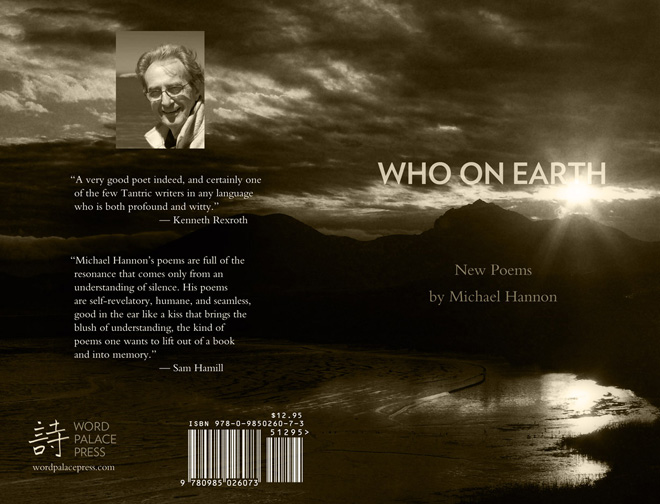 “A very good poet indeed, and certainly one
of the few Tantric writers in any language
who is both profound and witty.”
— Kenneth Rexroth
“Michael Hannon's poems are full of the
resonance that comes only from an
understanding of silence. His poems
are self-revelatory, humane, and seamless,
good in the ear like a kiss that brings the
blush of understanding, the kind of
poems one wants to lift out of a book
and into memory.”
— Sam Hamill
詩
WORD
PALACE
PRESS
wordpalacepress.com
$12.95
ISBN 978-0-9850260-7-3
51295>
9 780985 026073
WHO ON EARTH
New Poems
by Michael Hannon